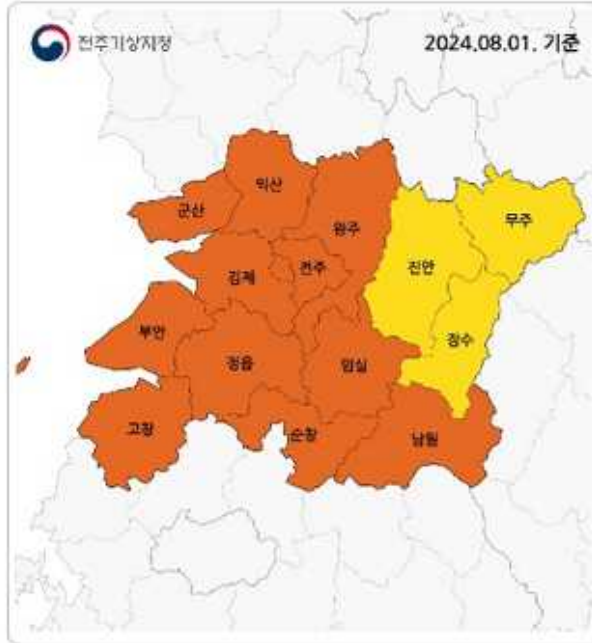 전주기상지청
2024.08.01. 기준
익산
군산
완주
무주
전주
진안
김제
부안
장수
정읍
임실
고창
순창
남원